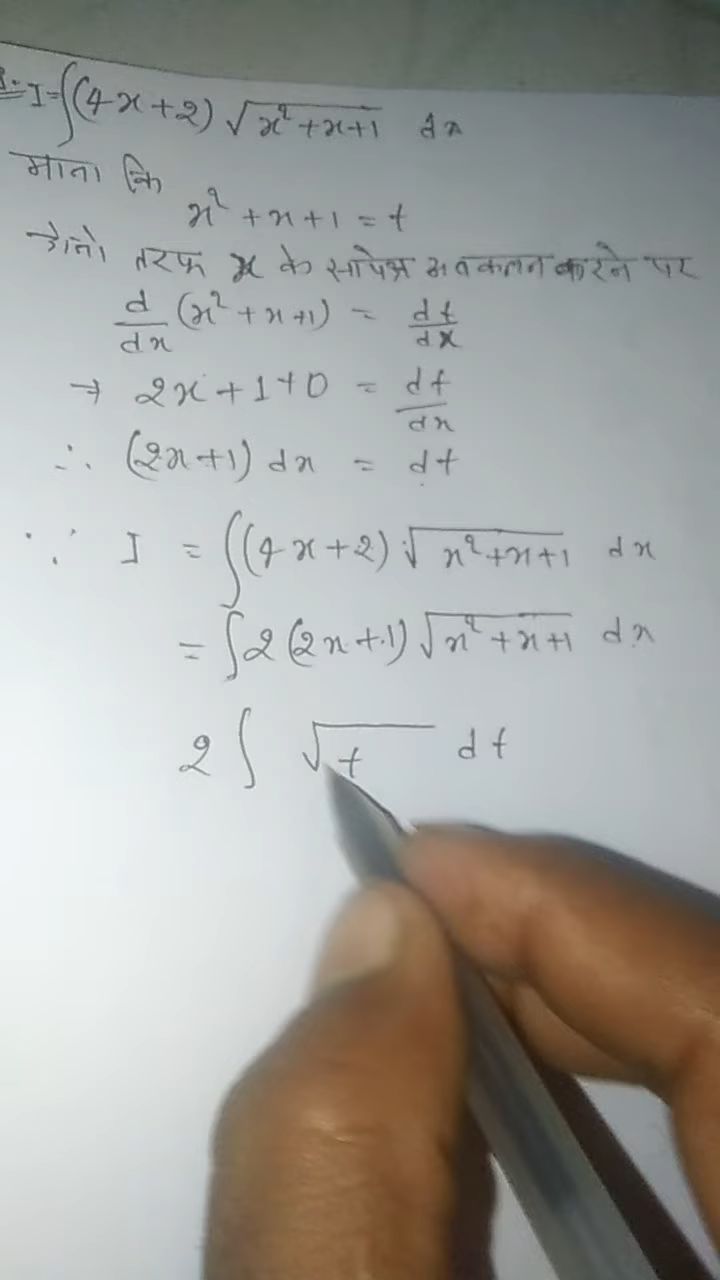 I=∫(4x+2)√(x²+x+1) dx
माना कि
x²+x+1=t
दोनो तरफ x के सापेक्ष अवकलन करने पर
d/dx (x²+x+1) = dt/dx
→ 2x+1+0 = dt/dx
∴ (2x+1) dx = dt
∵ I = ∫(4x+2)√(x²+x+1) dx
= ∫2(2x+1)√(x²+x+1) dx
2∫ √t dt